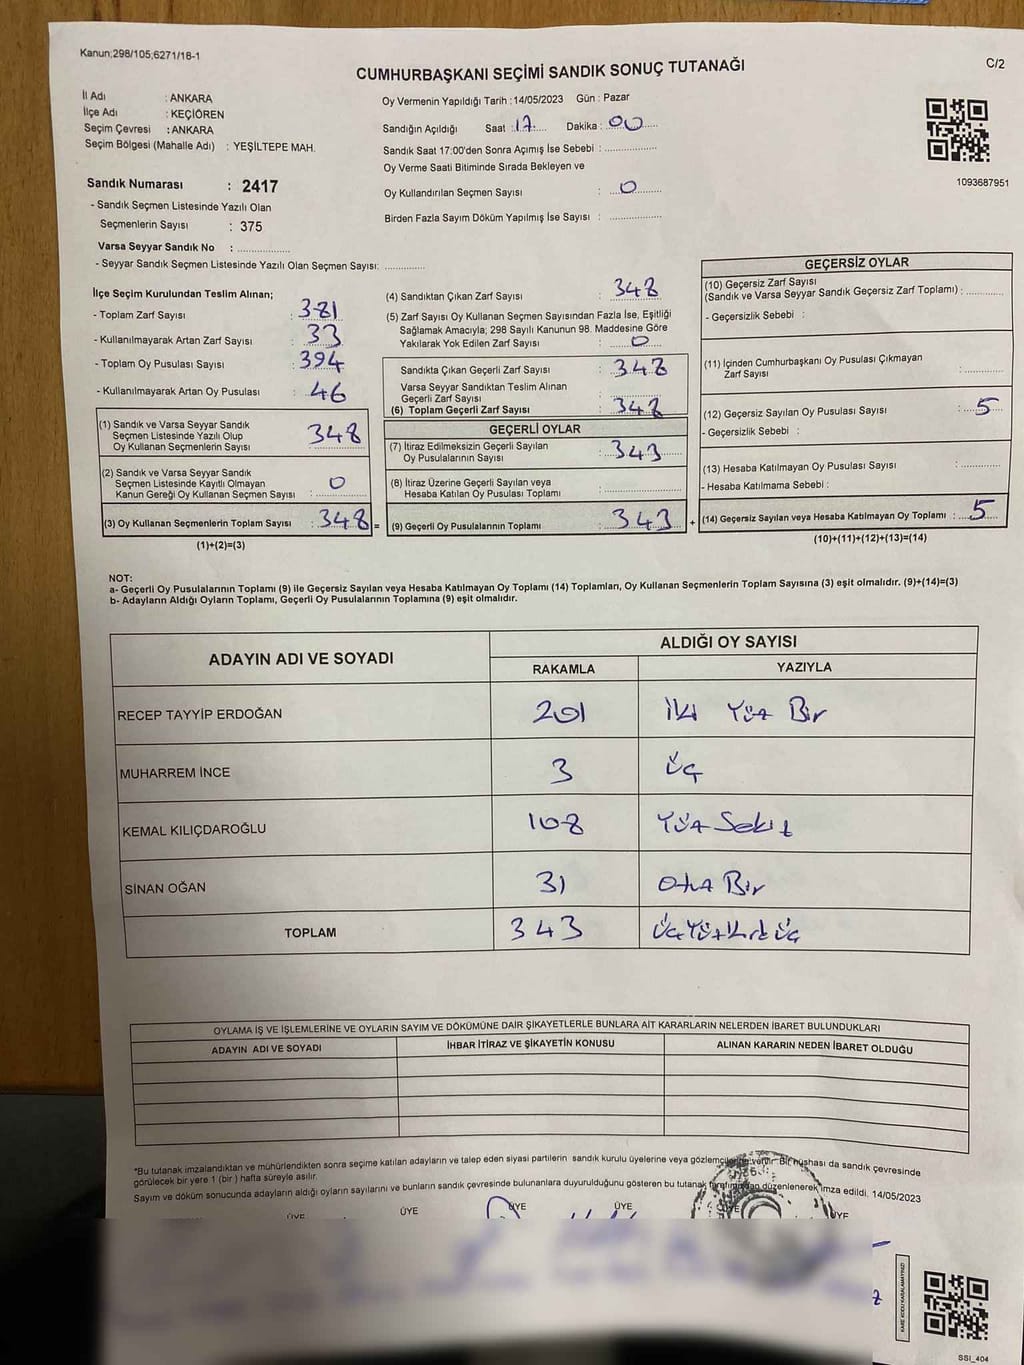 Kanun;298/105;6271/18-1
CUMHURBAŞKANI SEÇİMİ SANDIK SONUÇ TUTANAĞI
C/2
İl Adı : ANKARA
İlçe Adı : KEÇİÖREN
Seçim Çevresi : ANKARA
Seçim Bölgesi (Mahalle Adı) : YEŞİLTEPE MAH.
Oy Vermenin Yapıldığı Tarih :14/05/2023 Gün : Pazar
Sandığın Açıldığı Saat :17 Dakika :00
Sandık Saat 17:00'den Sonra Açımış İse Sebebi :
Oy Verme Saati Bitiminde Sırada Bekleyen ve
Oy Kullandırılan Seçmen Sayısı : 0
Birden Fazla Sayım Döküm Yapılmış İse Sayısı :
1093687951
Sandık Numarası : 2417
- Sandık Seçmen Listesinde Yazılı Olan
Seçmenlerin Sayısı : 375
Varsa Seyyar Sandık No :
- Seyyar Sandık Seçmen Listesinde Yazılı Olan Seçmen Sayısı:
İlçe Seçim Kurulundan Teslim Alınan;
- Toplam Zarf Sayısı : 381
- Kullanılmayarak Artan Zarf Sayısı : 33
- Toplam Oy Pusulası Sayısı : 394
- Kullanılmayarak Artan Oy Pusulası : 46
(1) Sandık ve Varsa Seyyar Sandık
Seçmen Listesinde Yazılı Olup
Oy Kullanan Seçmenlerin Sayısı : 348
(2) Sandık ve Varsa Seyyar Sandık
Seçmen Listesinde Kayıtlı Olmayan
Kanun Gereği Oy Kullanan Seçmen Sayısı : 0
(3) Oy Kullanan Seçmenlerin Toplam Sayısı : 348 =
(1)+(2)=(3)
(4) Sandıktan Çıkan Zarf Sayısı : 348
(5) Zarf Sayısı Oy Kullanan Seçmen Sayısından Fazla İse, Eşitliği
Sağlamak Amacıyla; 298 Sayılı Kanunun 98. Maddesine Göre
Yakılarak Yok Edilen Zarf Sayısı : 0
Sandıkta Çıkan Geçerli Zarf Sayısı : 348
Varsa Seyyar Sandıktan Teslim Alınan
Geçerli Zarf Sayısı :
(6) Toplam Geçerli Zarf Sayısı : 348
GEÇERLİ OYLAR
(7) İtiraz Edilmeksizin Geçerli Sayılan
Oy Pusulalarının Sayısı : 343
(8) İtiraz Üzerine Geçerli Sayılan veya
Hesaba Katılan Oy Pusulası Toplamı :
(9) Geçerli Oy Pusulalarının Toplamı : 343 +
GEÇERSİZ OYLAR
(10) Geçersiz Zarf Sayısı
(Sandık ve Varsa Seyyar Sandık Geçersiz Zarf Toplamı) :
- Geçersizlik Sebebi :
(11) İçinden Cumhurbaşkanı Oy Pusulası Çıkmayan
Zarf Sayısı :
(12) Geçersiz Sayılan Oy Pusulası Sayısı : 5
- Geçersizlik Sebebi :
(13) Hesaba Katılmayan Oy Pusulası Sayısı :
- Hesaba Katılmama Sebebi :
(14) Geçersiz Sayılan veya Hesaba Katılmayan Oy Toplamı : 5
(10)+(11)+(12)+(13)=(14)
NOT:
a- Geçerli Oy Pusulalarının Toplamı (9) ile Geçersiz Sayılan veya Hesaba Katılmayan Oy Toplamı (14) Toplamları, Oy Kullanan Seçmenlerin Toplam Sayısına (3) eşit olmalıdır. (9)+(14)=(3)
b- Adayların Aldığı Oyların Toplamı, Geçerli Oy Pusulalarının Toplamına (9) eşit olmalıdır.
ADAYIN ADI VE SOYADI
ALDIĞI OY SAYISI
RAKAMLA YAZIYLA
RECEP TAYYİP ERDOĞAN 201 İki Yüz Bir
MUHARREM İNCE 3 Üç
KEMAL KILIÇDAROĞLU 108 Yüz Sekiz
SİNAN OĞAN 31 Otuz Bir
TOPLAM 343 ÜçYüzKırk Üç
OYLAMA İŞ VE İŞLEMLERİNE VE OYLARIN SAYIM VE DÖKÜMÜNE DAİR ŞİKAYETLERLE BUNLARA AİT KARARLARIN NELERDEN İBARET BULUNDUKLARI
ADAYIN ADI VE SOYADI İHBAR İTİRAZ VE ŞİKAYETİN KONUSU ALINAN KARARIN NEDEN İBARET OLDUĞU
*Bu tutanak imzalandıktan ve mühürlendikten sonra seçime katılan adayların ve talep eden siyasi partilerin sandık kurulu üyelerine veya gözlemcilerine verilir. Bir nüshası da sandık çevresinde
görülecek bir yere 1 (bir) hafta süreyle asılır.
Sayım ve döküm sonucunda adayların aldığı oyların sayılarını ve bunların sandık çevresinde bulunanlara duyurulduğunu gösteren bu tutanak tarafımızdan düzenlenerek imza edildi. 14/05/2023
ÜYE ÜYE ÜYE ÜYE ÜYE ÜYE
KARE KODU KARALAMAYINIZ!
SSI_404